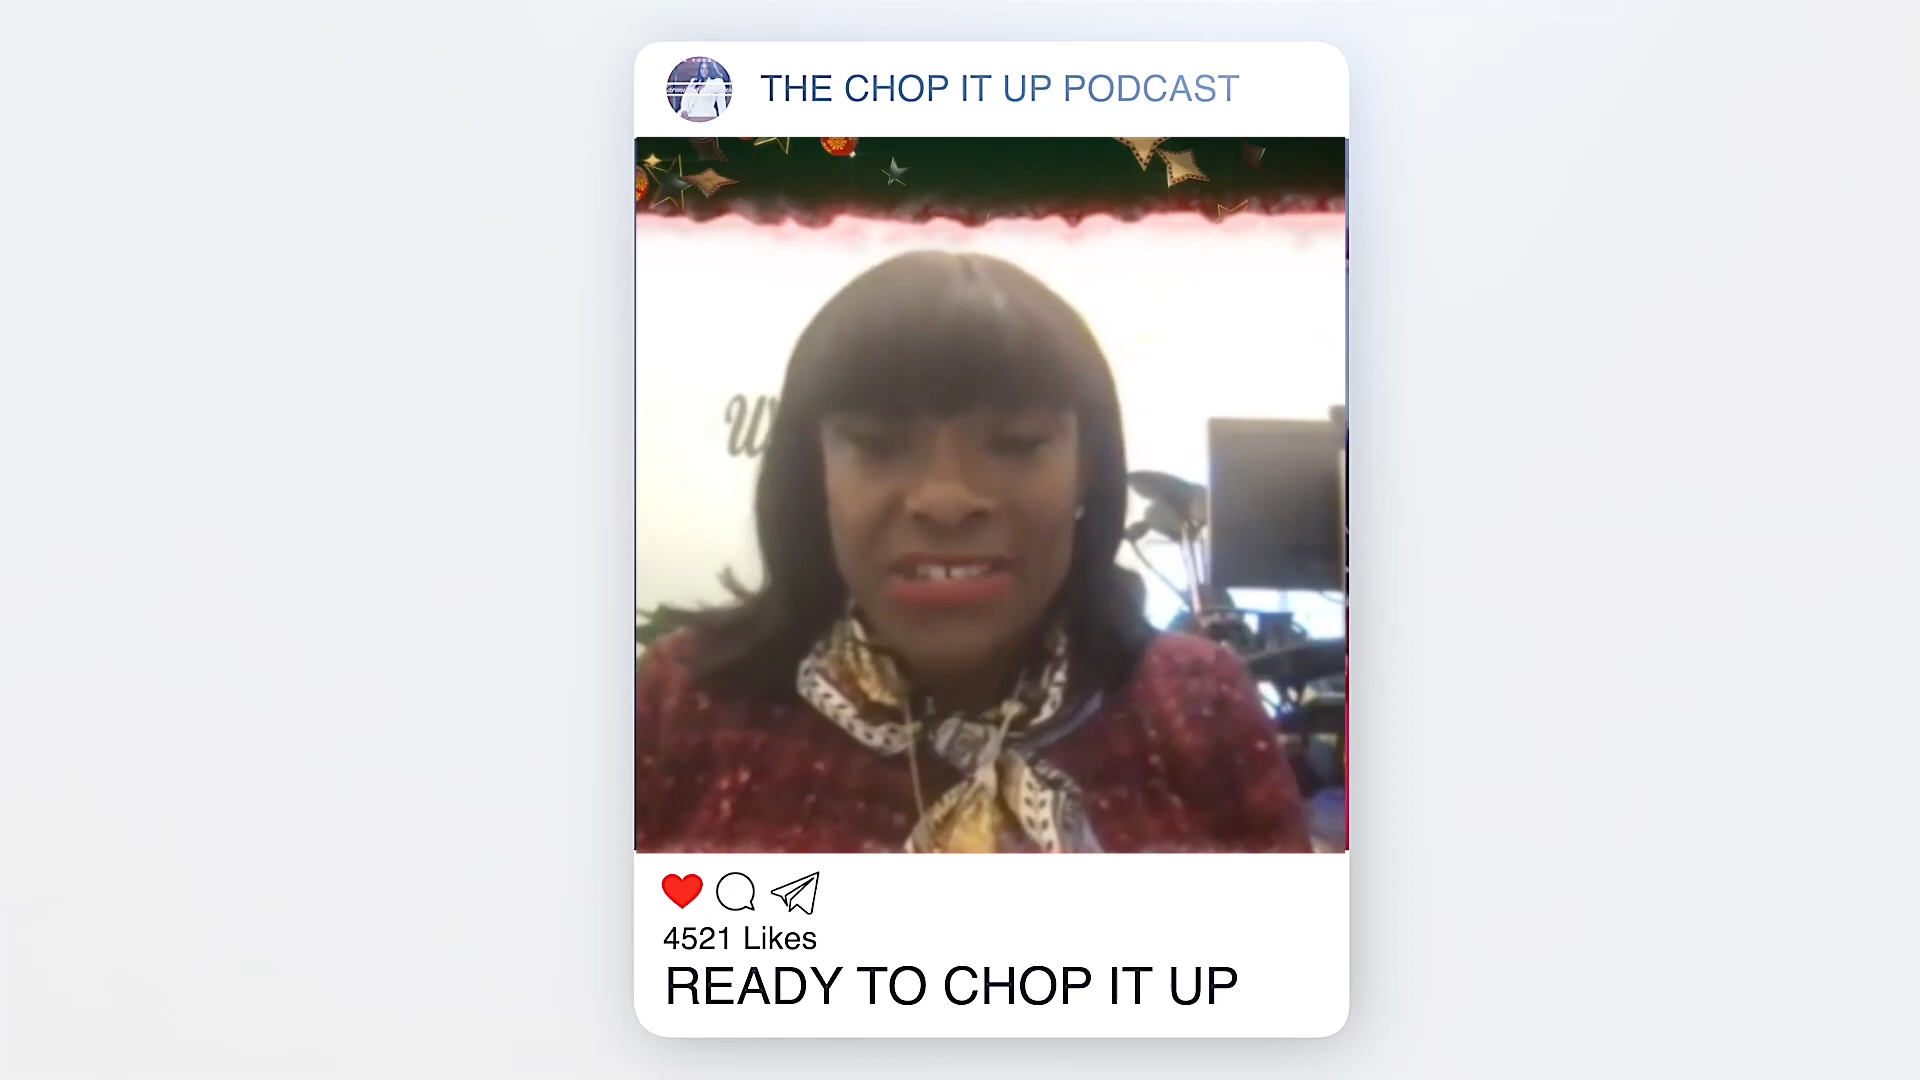 THE CHOP IT UP PODCAST
W
4521 Likes
READY TO CHOP IT UP